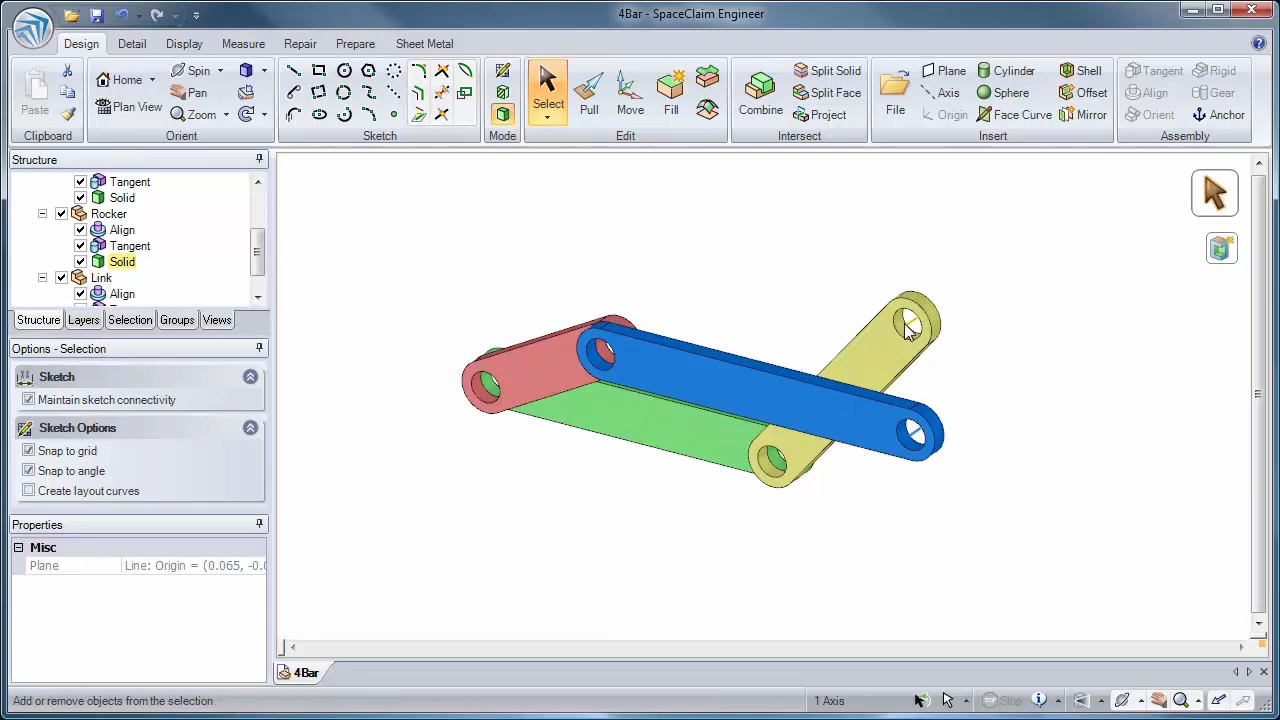 4Bar - SpaceClaim Engineer
Design Detail Display Measure Repair Prepare Sheet Metal
Home Spin Split Solid Plane Cylinder Shell Tangent Rigid
Plan View Pan Split Face Axis Sphere Offset Align Gear
Paste Zoom Select Pull Move Fill Combine Project File Origin Face Curve Mirror Orient Anchor
Clipboard Orient Sketch Mode Edit Intersect Insert Assembly
Structure
Tangent
Solid
Rocker
Align
Tangent
Solid
Link
Align
Structure Layers Selection Groups Views
Options - Selection
Sketch
Maintain sketch connectivity
Sketch Options
Snap to grid
Snap to angle
Create layout curves
Properties
Misc
Plane Line: Origin = (0.065, -0.0
4Bar
Add or remove objects from the selection 1 Axis Stop